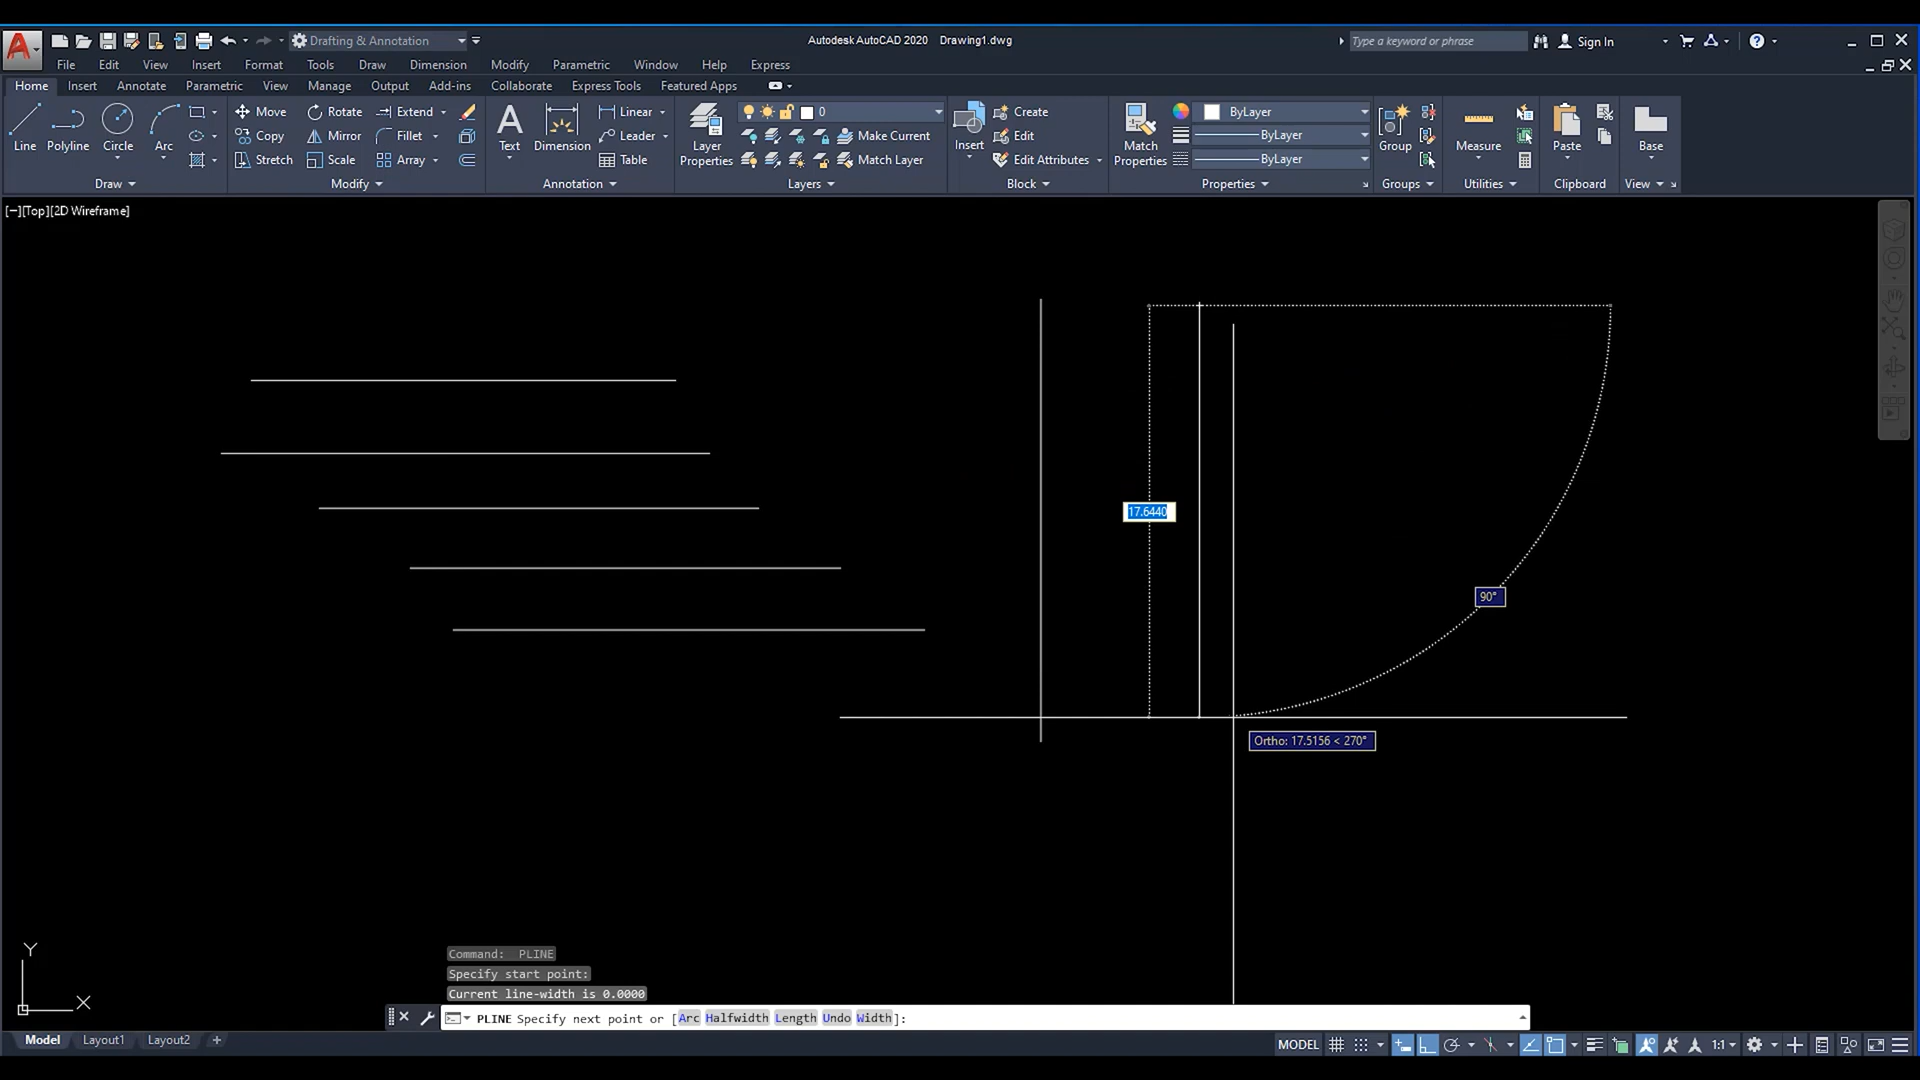 Drafting & Annotation
Autodesk AutoCAD 2020 Drawing1.dwg
Type a keyword or phrase
Sign In
File Edit View Insert Format Tools Draw Dimension Modify Parametric Window Help Express
Home Insert Annotate Parametric View Manage Output Add-ins Collaborate Express Tools Featured Apps
Line Polyline Circle Arc
Draw
Move Rotate Extend
Copy Mirror Fillet
Stretch Scale Array
Modify
Text Dimension
Linear
Leader
Table
Annotation
Layer Properties
0
Make Current
Match Layer
Layers
Insert
Create
Edit
Edit Attributes
Block
Match Properties
ByLayer
ByLayer
ByLayer
Properties
Group
Groups
Measure
Utilities
Paste
Clipboard
Base
View
[−][Top][2D Wireframe]
17.6440
90°
Ortho: 17.5156 < 270°
Y
X
Command: PLINE
Specify start point:
Current line-width is 0.0000
PLINE Specify next point or [Arc Halfwidth Length Undo Width]:
Model Layout1 Layout2 +
MODEL
1:1